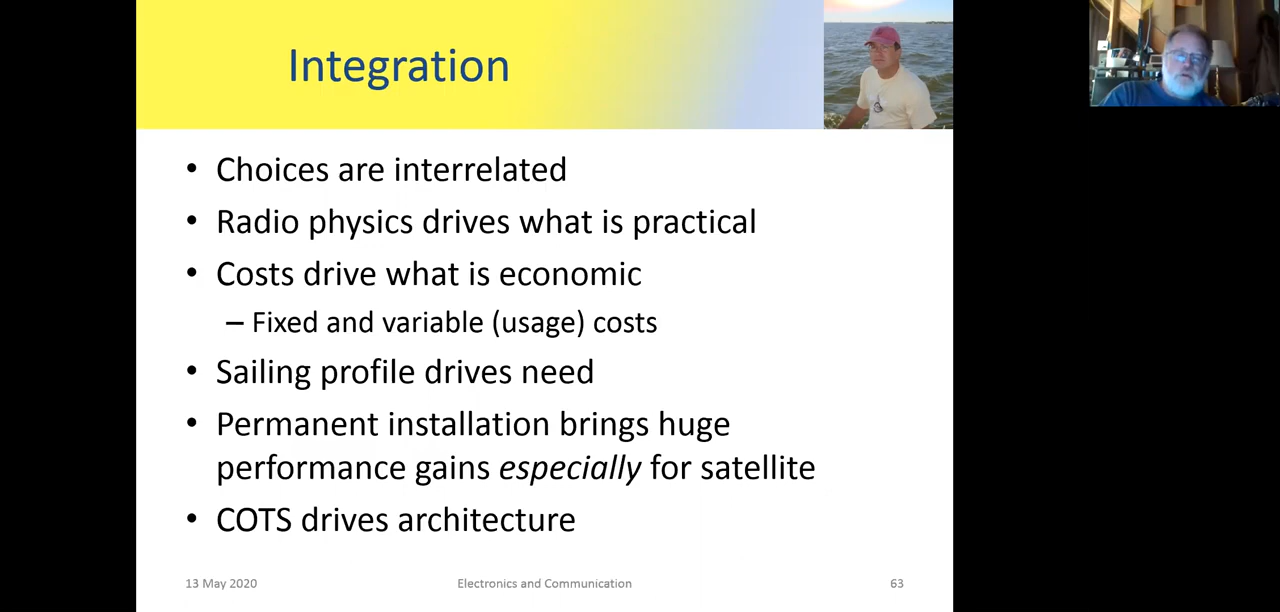 Integration
• Choices are interrelated
• Radio physics drives what is practical
• Costs drive what is economic
– Fixed and variable (usage) costs
• Sailing profile drives need
• Permanent installation brings huge
performance gains especially for satellite
• COTS drives architecture
13 May 2020
Electronics and Communication
63